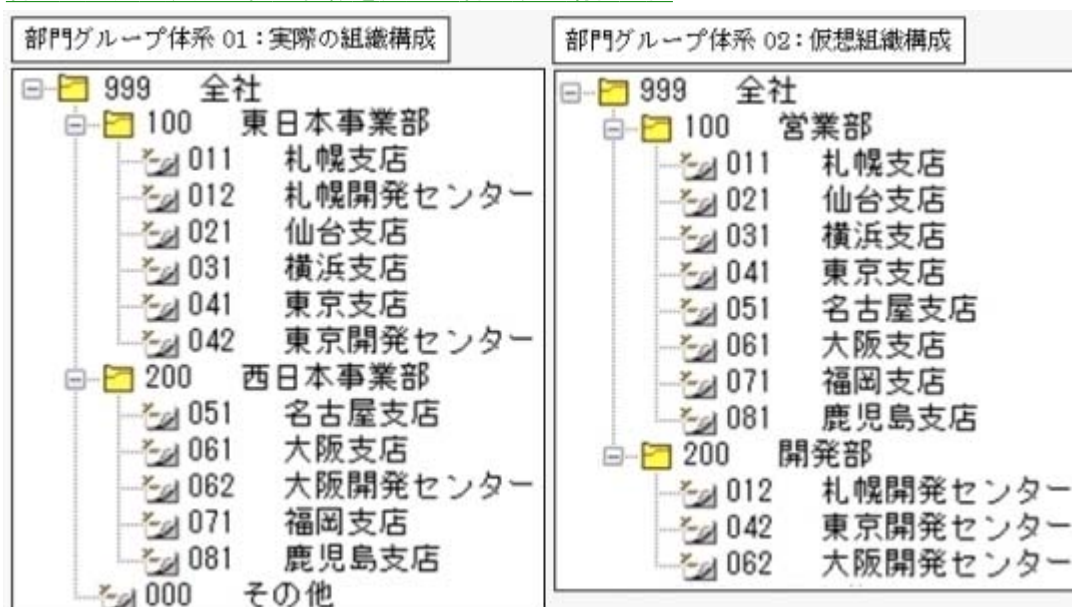 部門グループ体系 01：実際の組織構成
999 全社
100 東日本事業部
011 札幌支店
012 札幌開発センター
021 仙台支店
031 横浜支店
041 東京支店
042 東京開発センター
200 西日本事業部
051 名古屋支店
061 大阪支店
062 大阪開発センター
071 福岡支店
081 鹿児島支店
000 その他
部門グループ体系 02：仮想組織構成
999 全社
100 営業部
011 札幌支店
021 仙台支店
031 横浜支店
041 東京支店
051 名古屋支店
061 大阪支店
071 福岡支店
081 鹿児島支店
200 開発部
012 札幌開発センター
042 東京開発センター
062 大阪開発センター